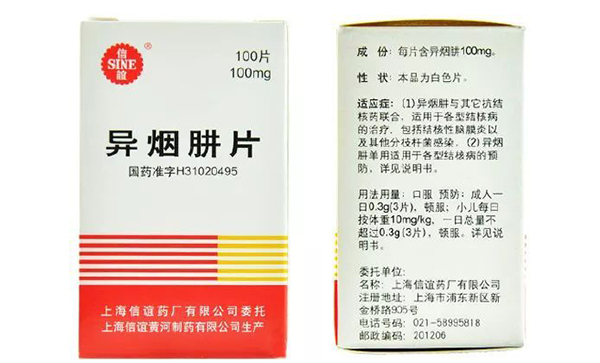 信
SINE
谊
®
100片
100mg
异烟肼片
国药准字H31020495
上海信谊药厂有限公司委托
上海信谊黄河制药有限公司生产
成份：每片含异烟肼100mg。
性状：本品为白色片。
适应症：(1)异烟肼与其它抗结
核药联合，适用于各型结核病
的治疗，包括结核性脑膜炎以
及其他分枝杆菌感染，(2)异烟
肼单用适用于各型结核病的预
防，详见说明书。
用法用量：口服 预防：成人一
日0.3g(3片)，顿服；小儿每日
按体重10mg/kg，一日总量不
超过0.3g(3片)，顿服。详见说
明书。
委托单位：
名称：上海信谊药厂有限公司
注册地址：上海市浦东新区新
金桥路905号
电话号码：021-58995818
邮政编码：201206